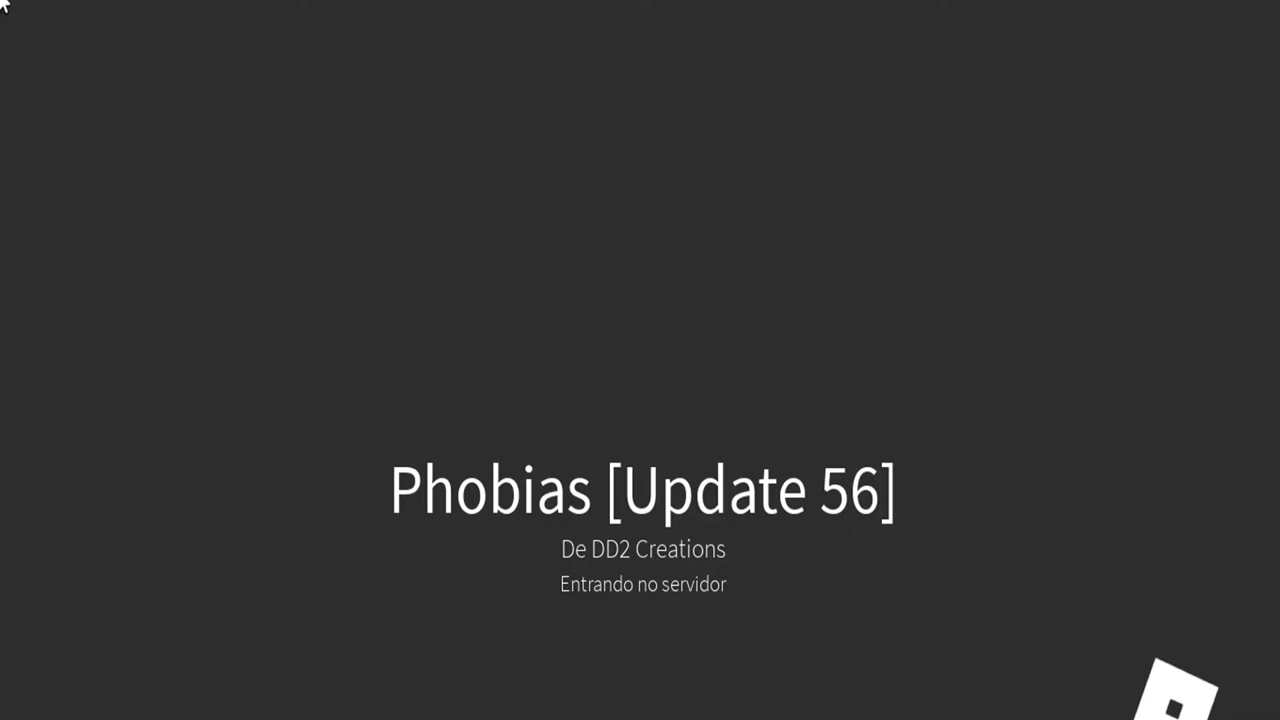 Phobias [Update 56]
De DD2 Creations
Entrando no servidor